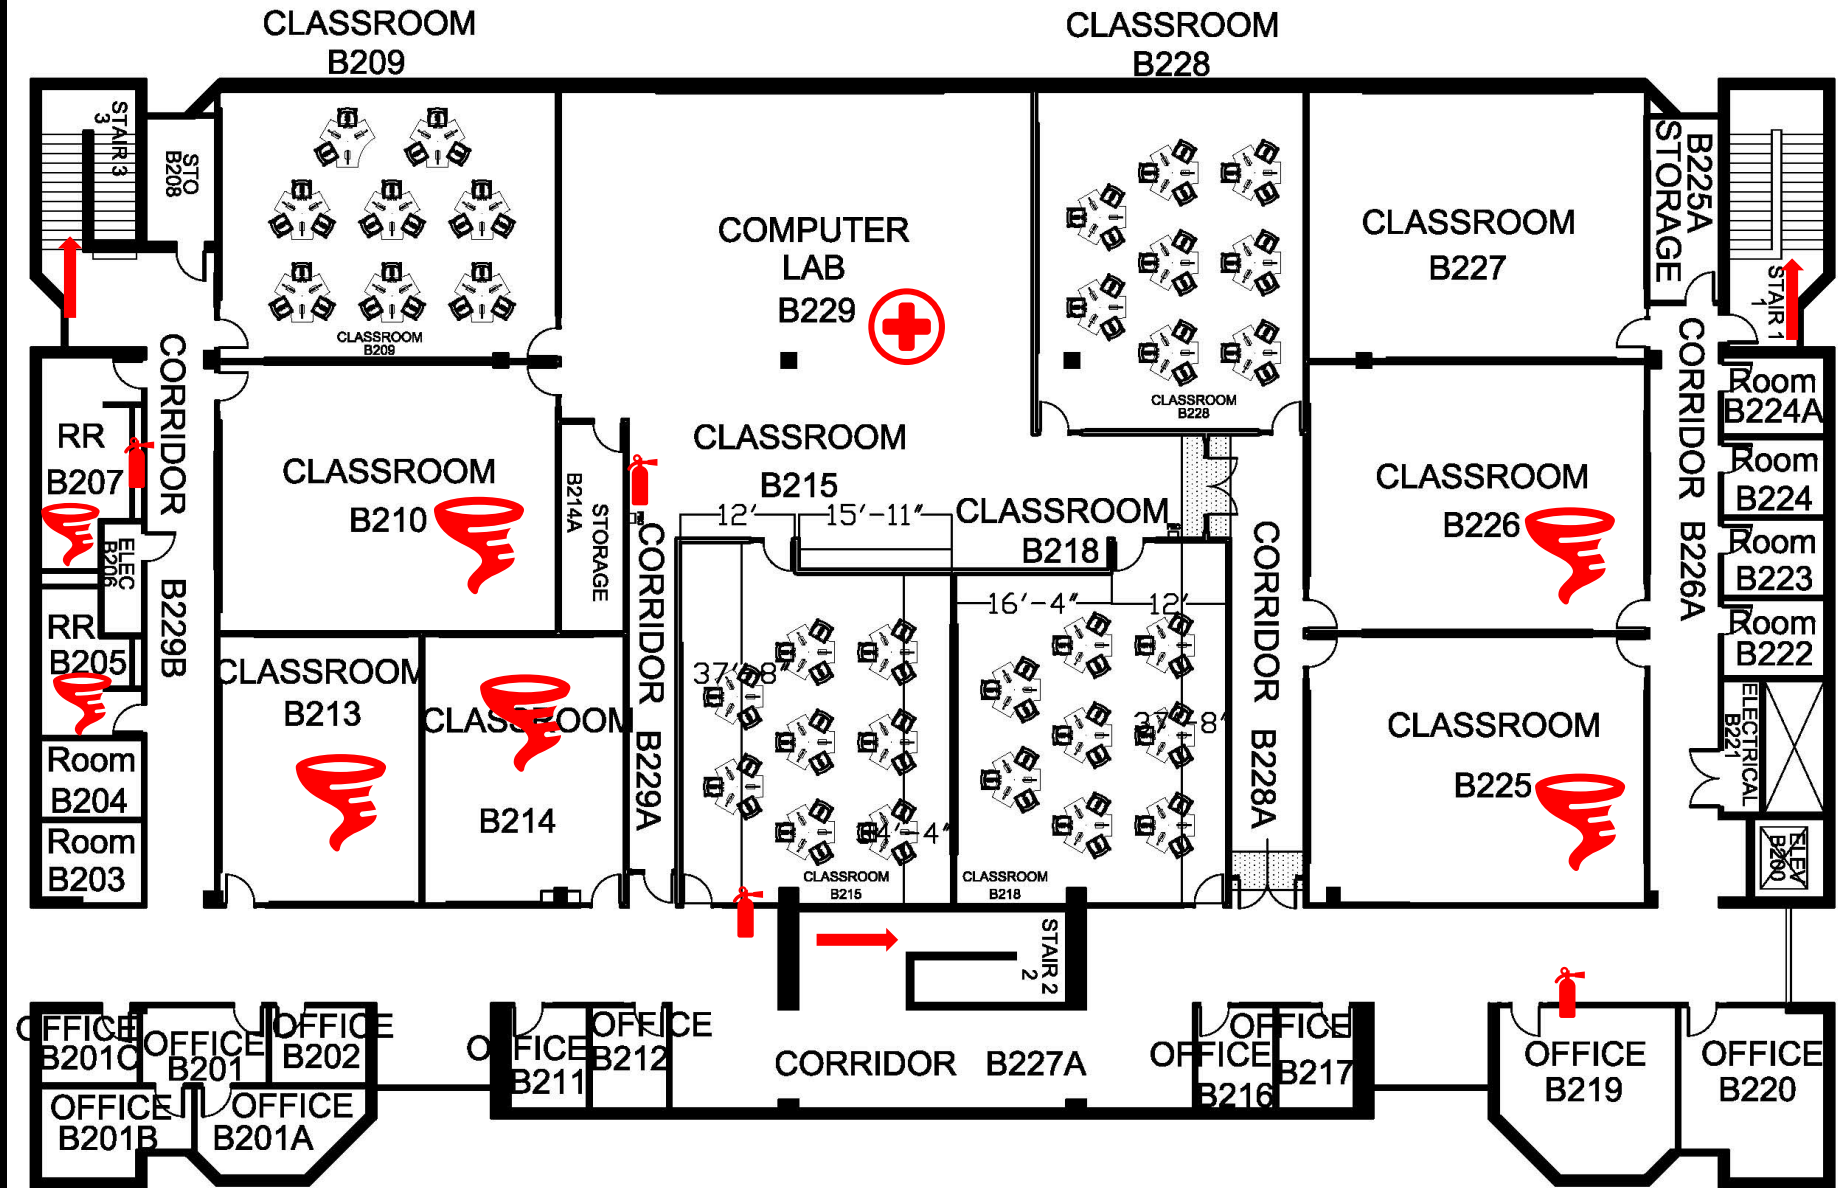 CLASSROOM
B209
CLASSROOM
B228
STAIR 3
3
STO
B208
CLASSROOM
B209
COMPUTER
LAB
B229
CLASSROOM
B228
CLASSROOM
B227
B225A
STORAGE
STAIR 1
1
CORRIDOR
B229B
RR
B207
ELEC
B206
RR
B205
Room
B204
Room
B203
CLASSROOM
B210
B214A
STORAGE
CLASSROOM
B213
CLASSROOM
B214
CORRIDOR
B229A
CLASSROOM
B215
12'
15'-11"
CLASSROOM
B218
16'-4"
12'
37'-8"
37'-8"
34'-4"
CLASSROOM
B215
CLASSROOM
B218
CORRIDOR
B228A
CLASSROOM
B226
CLASSROOM
B225
CORRIDOR
B226A
Room
B224A
Room
B224
Room
B223
Room
B222
ELECTRICAL
B221
ELEV
B200
STAIR 2
2
OFFICE
B201C
OFFICE
B201
OFFICE
B202
OFFICE
B201B
OFFICE
B201A
OFFICE
B211
OFFICE
B212
CORRIDOR B227A
OFFICE
B216
OFFICE
B217
OFFICE
B219
OFFICE
B220